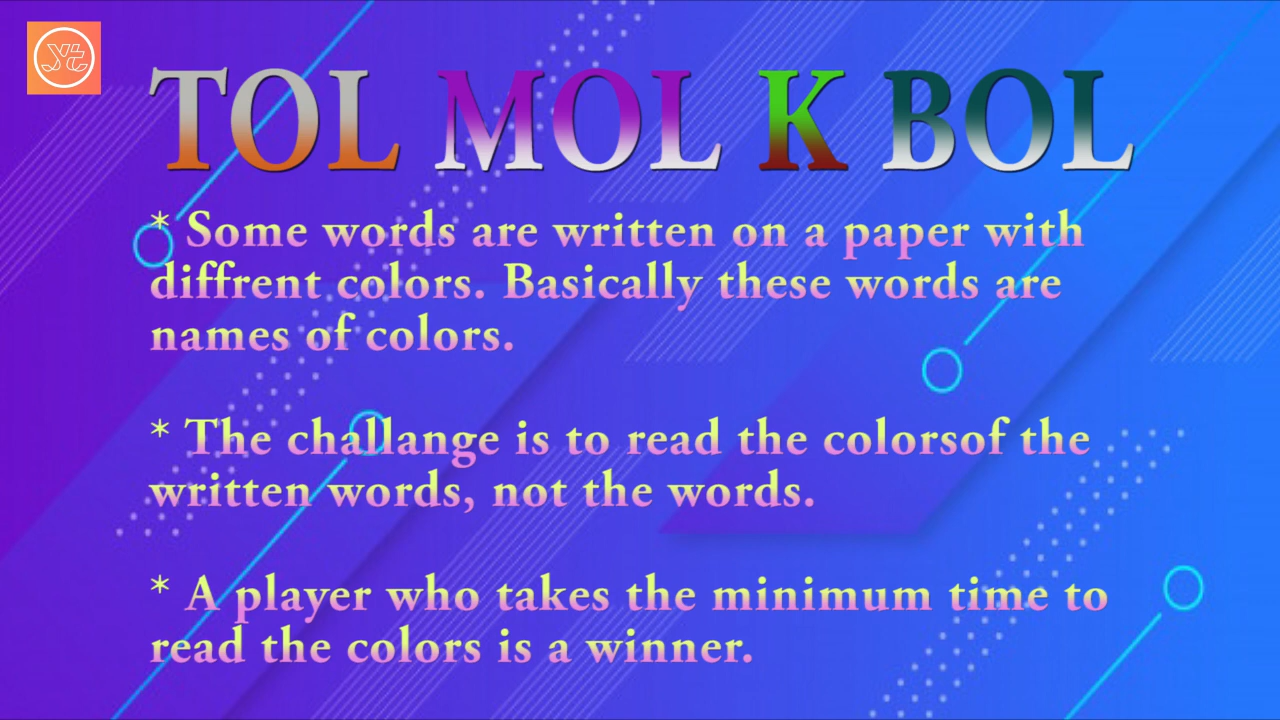 yt
TOL MOL K BOL
* Some words are written on a paper with
diffrent colors. Basically these words are
names of colors.
* The challange is to read the colorsof the
written words, not the words.
* A player who takes the minimum time to
read the colors is a winner.